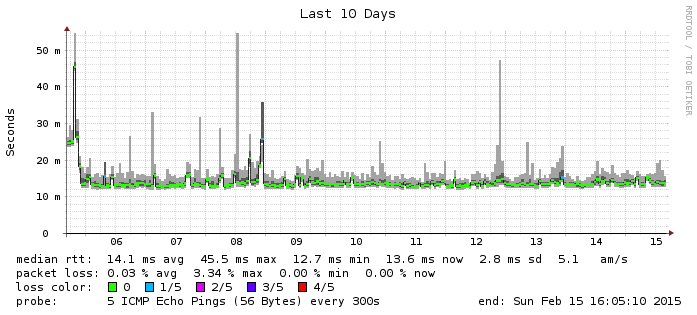 Last 10 Days
RRDTOOL / TOBI OETIKER
Seconds
50 m
40 m
30 m
20 m
10 m
0
06 07 08 09 10 11 12 13 14 15
median rtt: 14.1 ms avg 45.5 ms max 12.7 ms min 13.6 ms now 2.8 ms sd 5.1 am/s
packet loss: 0.03 % avg 3.34 % max 0.00 % min 0.00 % now
loss color: 0 1/5 2/5 3/5 4/5
probe: 5 ICMP Echo Pings (56 Bytes) every 300s end: Sun Feb 15 16:05:10 2015